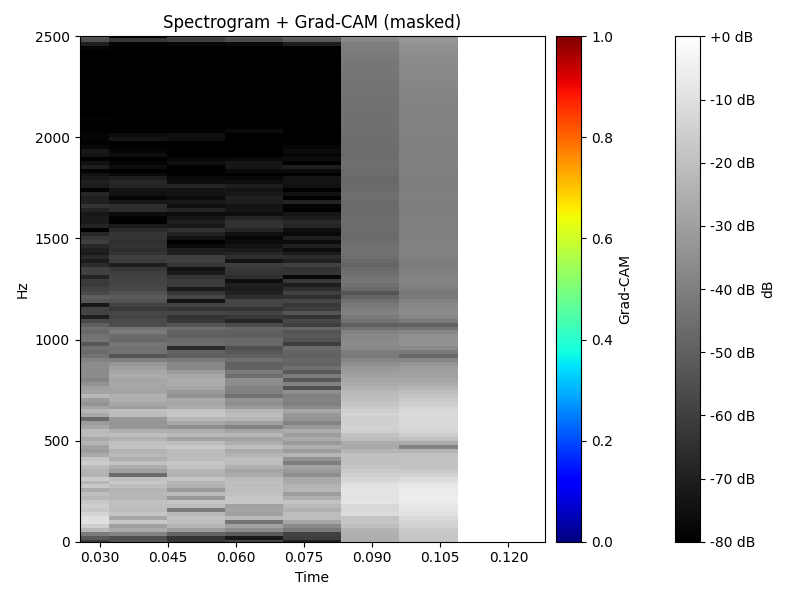 Spectrogram + Grad-CAM (masked)
2500
2000
1500
1000
500
0
Hz
0.030
0.045
0.060
0.075
0.090
0.105
0.120
Time
1.0
0.8
0.6
0.4
0.2
0.0
Grad-CAM
+0 dB
-10 dB
-20 dB
-30 dB
-40 dB
-50 dB
-60 dB
-70 dB
-80 dB
dB